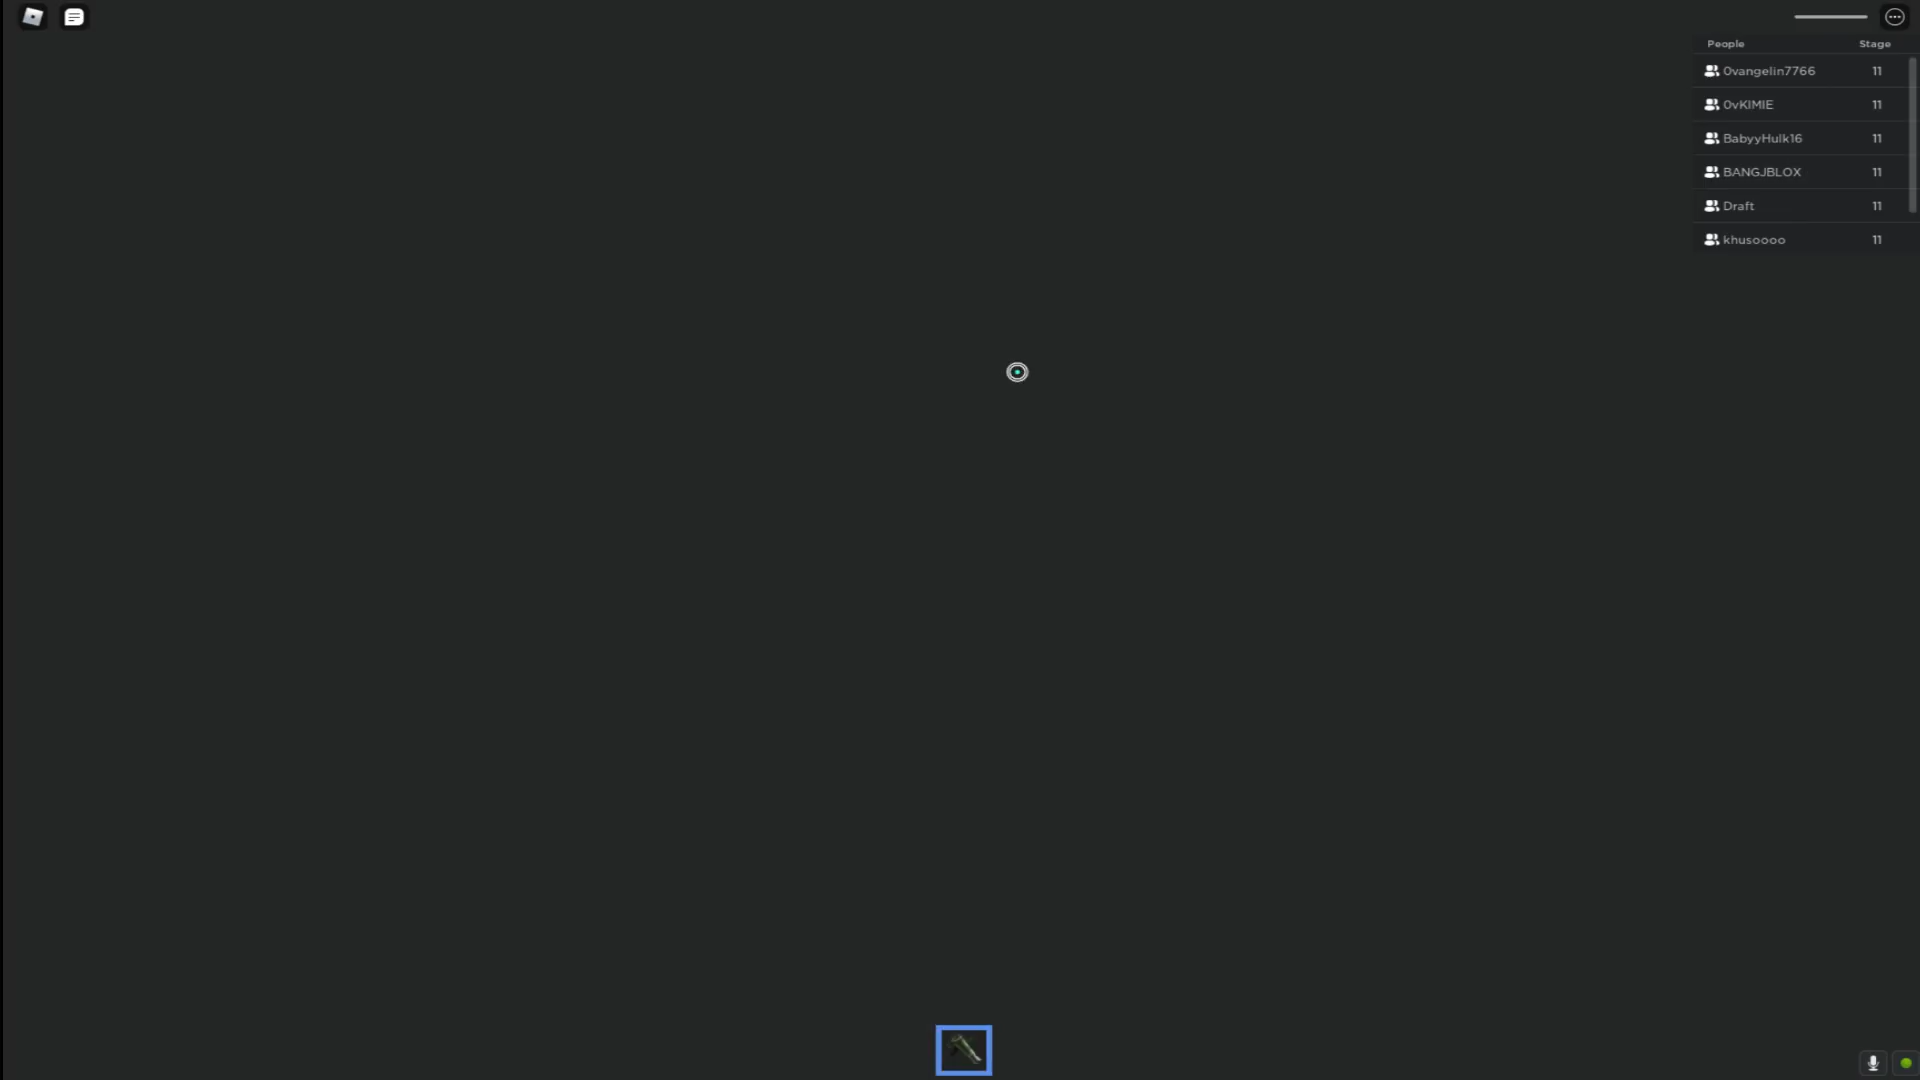 People Stage
0vangelin7766 11
0vKIMIE 11
BabyyHulk16 11
BANGJBLOX 11
Draft 11
khusoooo 11